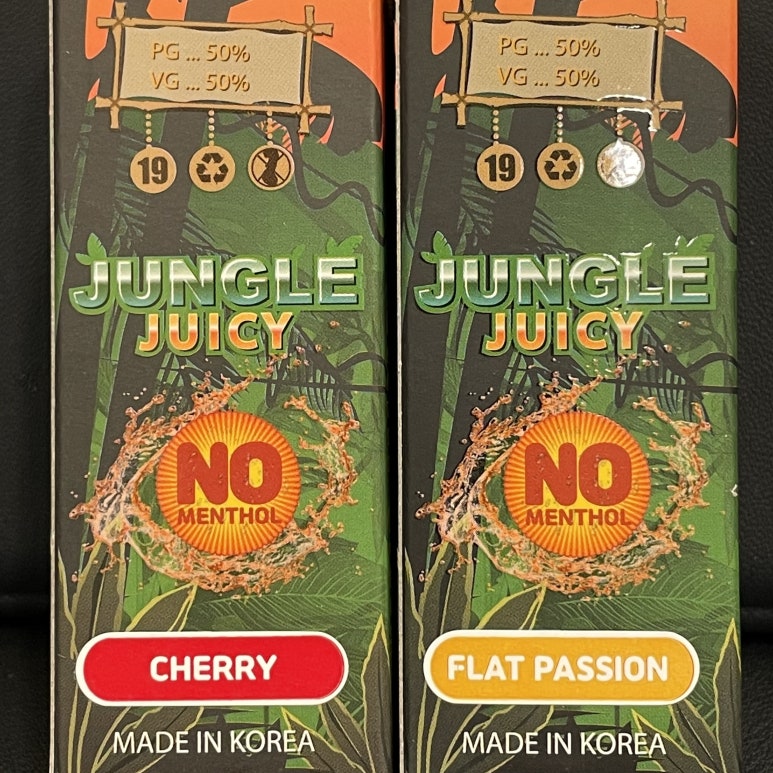 PG ... 50%
VG ... 50%
19
JUNGLE
JUICY
NO
MENTHOL
CHERRY
MADE IN KOREA
PG ... 50%
VG ... 50%
19
JUNGLE
JUICY
NO
MENTHOL
FLAT PASSION
MADE IN KOREA